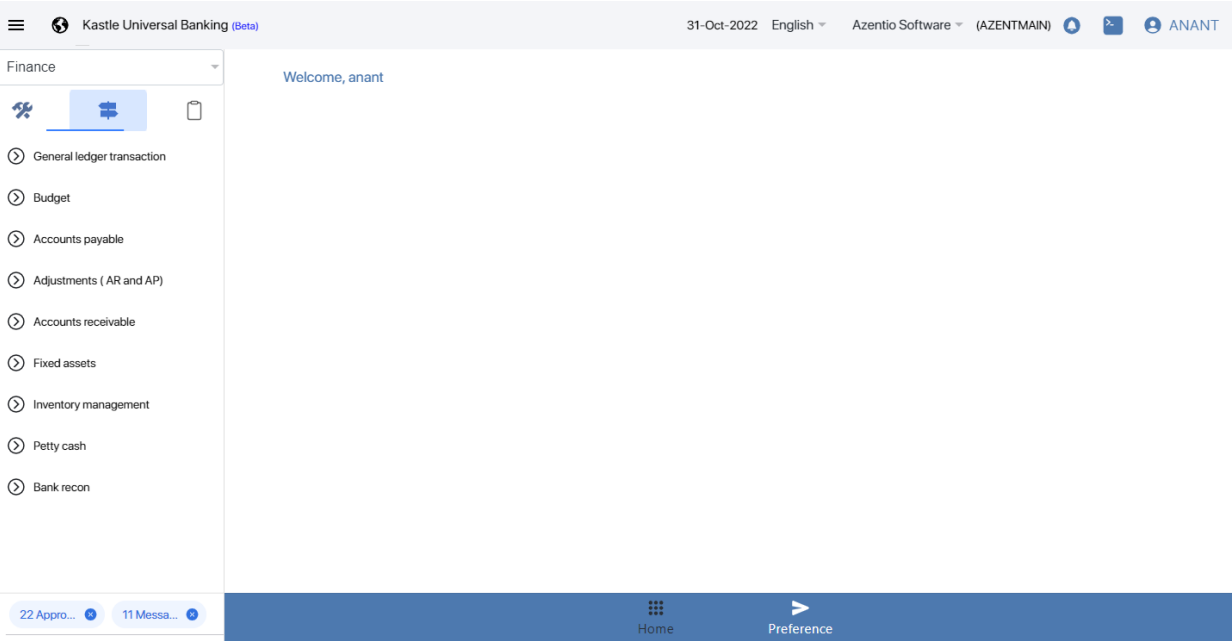 Kastle Universal Banking (Beta) 31-Oct-2022 English Azentio Software (AZENTMAIN) ANANT
Finance
Welcome, anant
General ledger transaction
Budget
Accounts payable
Adjustments ( AR and AP)
Accounts receivable
Fixed assets
Inventory management
Petty cash
Bank recon
22 Appro... 11 Messa...
Home Preference